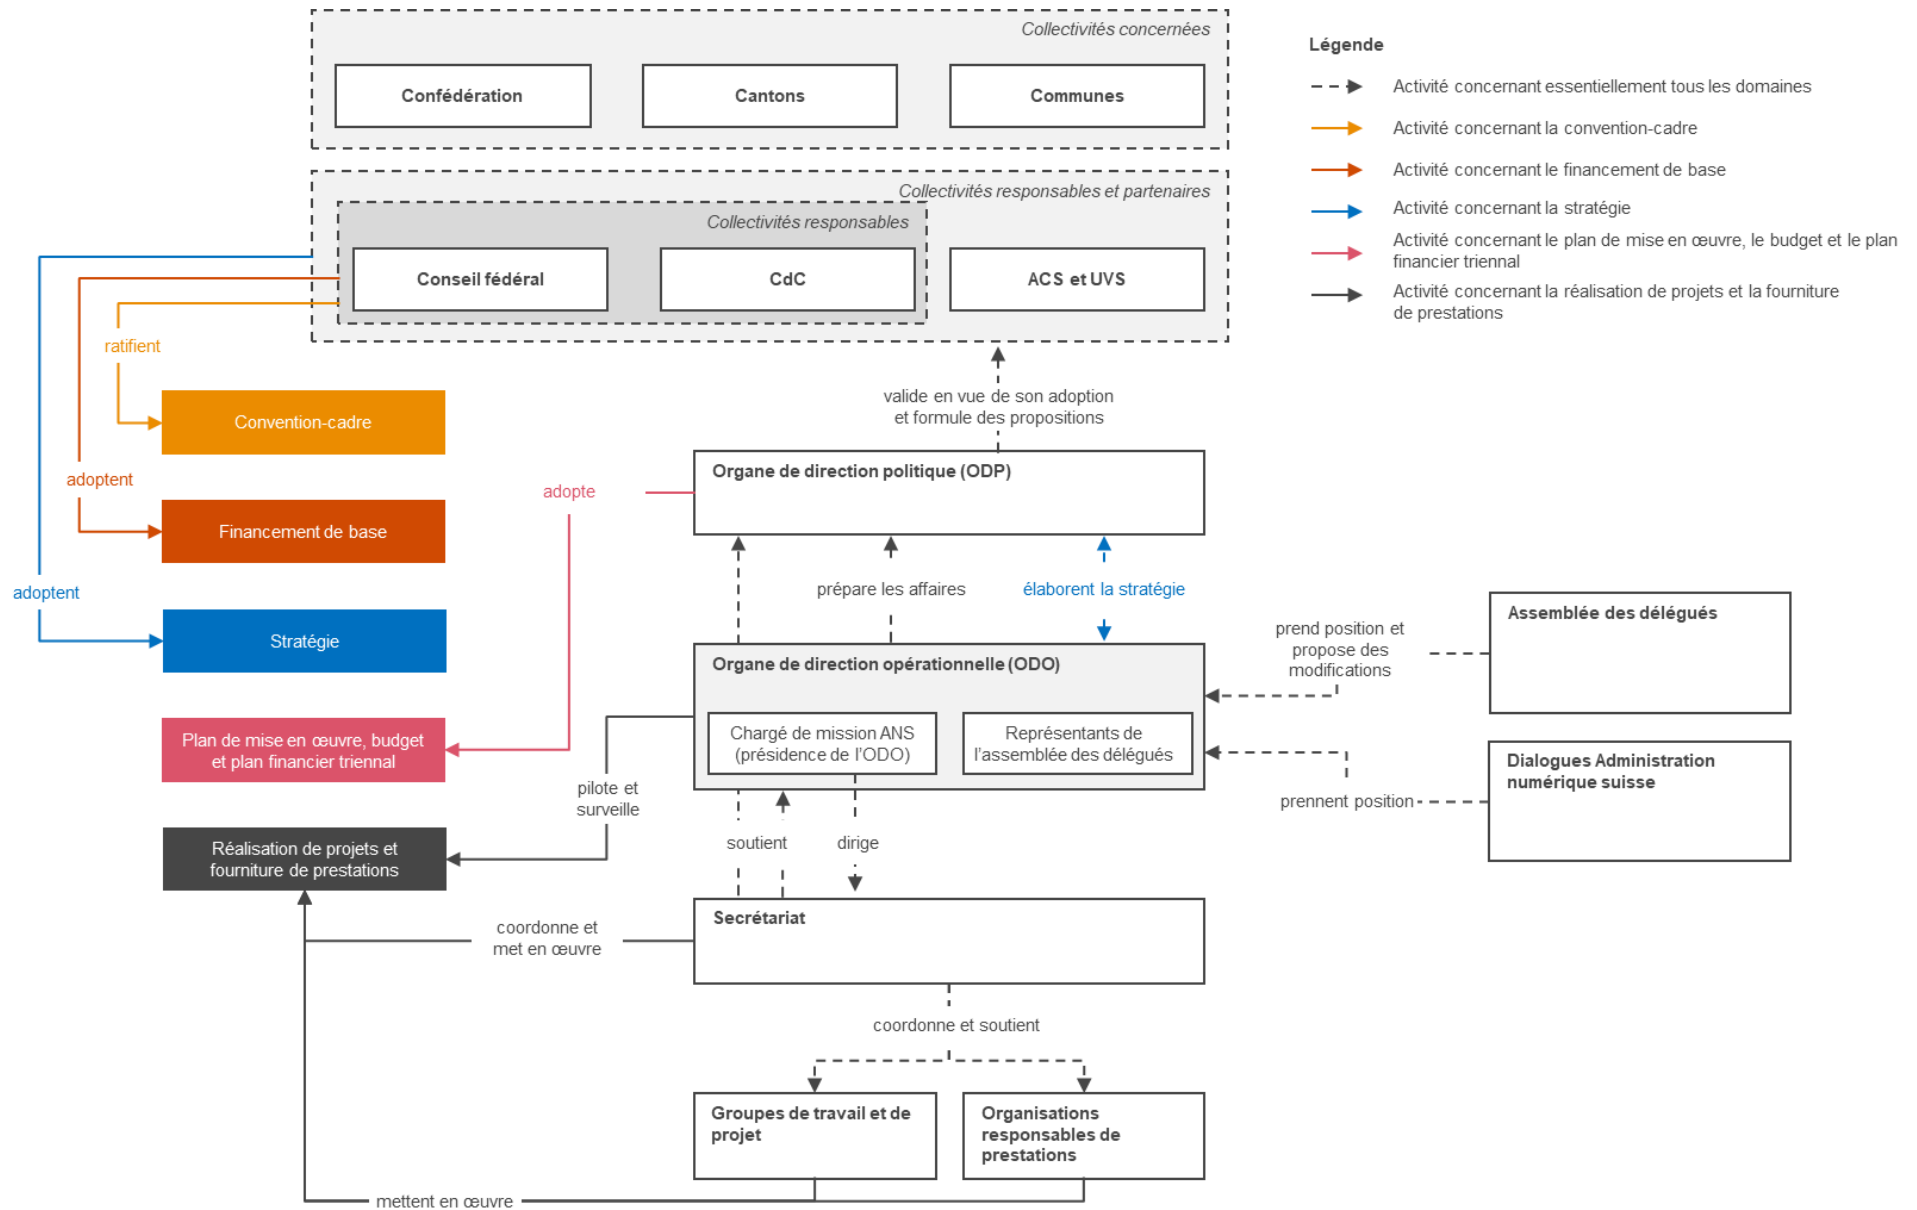 Collectivités concernées
Confédération
Cantons
Communes
Légende
Activité concernant essentiellement tous les domaines
Activité concernant la convention-cadre
Activité concernant le financement de base
Activité concernant la stratégie
Activité concernant le plan de mise en œuvre, le budget et le plan
financier triennal
Activité concernant la réalisation de projets et la fourniture
de prestations
Collectivités responsables et partenaires
Collectivités responsables
Conseil fédéral
CdC
ACS et UVS
ratifient
adoptent
adoptent
Convention-cadre
Financement de base
Stratégie
Plan de mise en œuvre, budget
et plan financier triennal
Réalisation de projets et
fourniture de prestations
valide en vue de son adoption
et formule des propositions
Organe de direction politique (ODP)
adopte
prépare les affaires
élaborent la stratégie
Organe de direction opérationnelle (ODO)
Chargé de mission ANS
(présidence de l'ODO)
Représentants de
l'assemblée des délégués
prend position et
propose des
modifications
Assemblée des délégués
prennent position
Dialogues Administration
numérique suisse
pilote et
surveille
soutient
dirige
Secrétariat
coordonne et
met en œuvre
coordonne et soutient
Groupes de travail et de
projet
Organisations
responsables de
prestations
mettent en œuvre